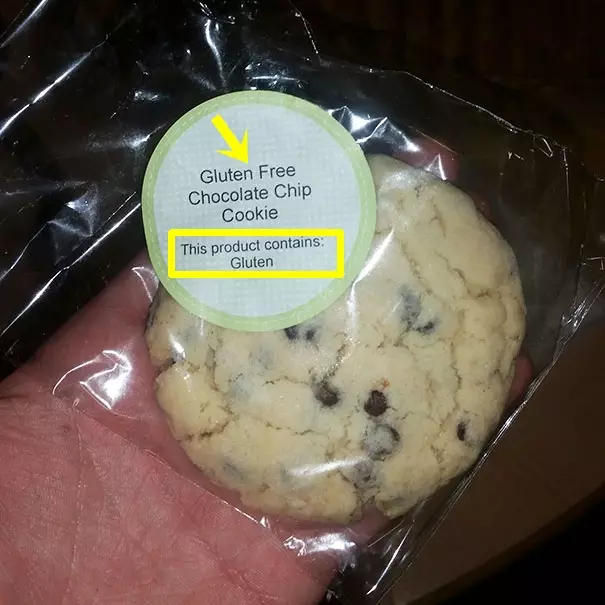 Gluten Free
Chocolate Chip
Cookie
This product contains:
Gluten